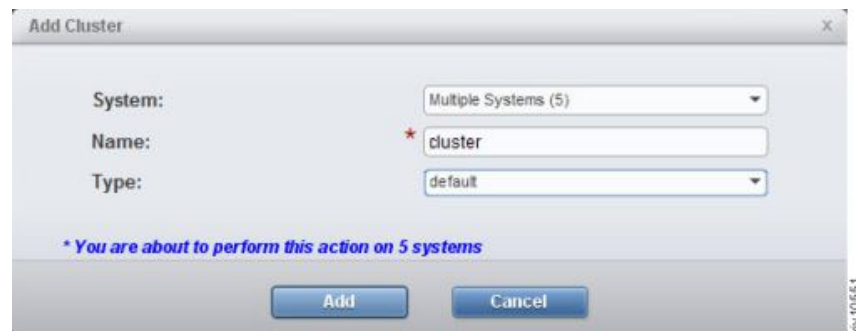 Add Cluster x
System: Multiple Systems (5)
Name: * cluster
Type: default
* You are about to perform this action on 5 systems
Add Cancel